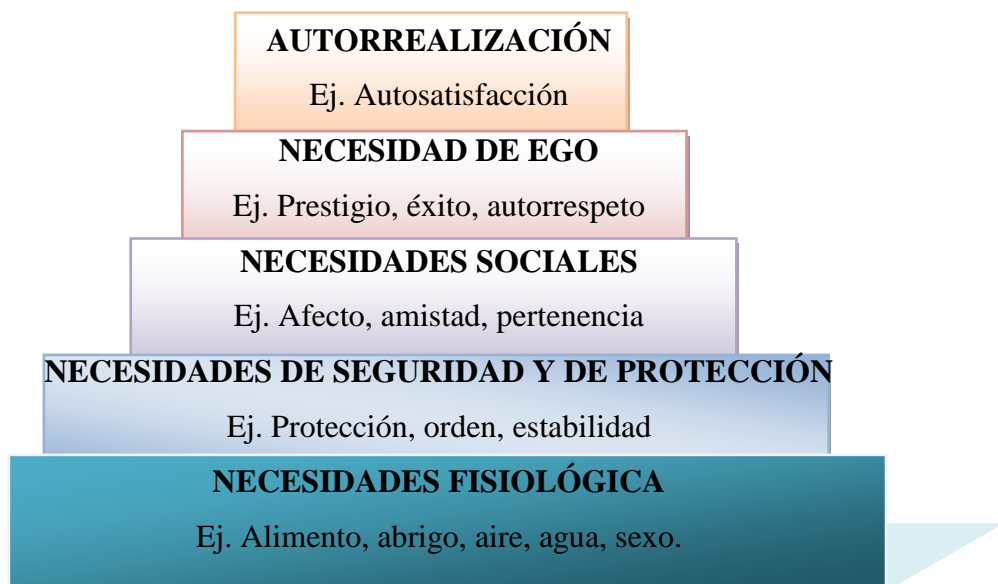 AUTORREALIZACIÓN
Ej. Autosatisfacción
NECESIDAD DE EGO
Ej. Prestigio, éxito, autorrespeto
NECESIDADES SOCIALES
Ej. Afecto, amistad, pertenencia
NECESIDADES DE SEGURIDAD Y DE PROTECCIÓN
Ej. Protección, orden, estabilidad
NECESIDADES FISIOLÓGICA
Ej. Alimento, abrigo, aire, agua, sexo.